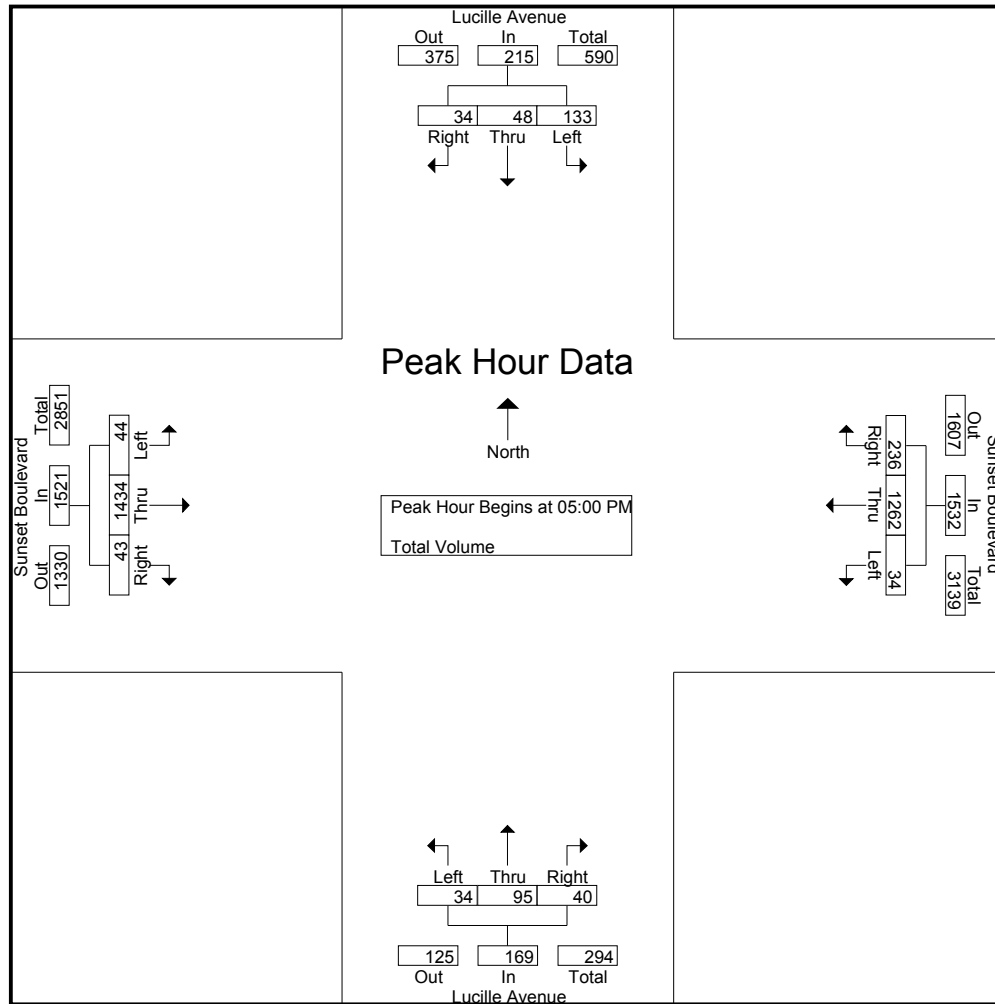 Lucille Avenue
Out In Total
375 215 590
34 48 133
Right Thru Left
Peak Hour Data
North
Peak Hour Begins at 05:00 PM
Total Volume
Sunset Boulevard
Total In Out
2851 1521 1330
44 1434 43
Left Thru Right
Sunset Boulevard
Out In Total
1607 1532 3139
236 1262 34
Right Thru Left
Left Thru Right
34 95 40
125 169 294
Out In Total
Lucille Avenue